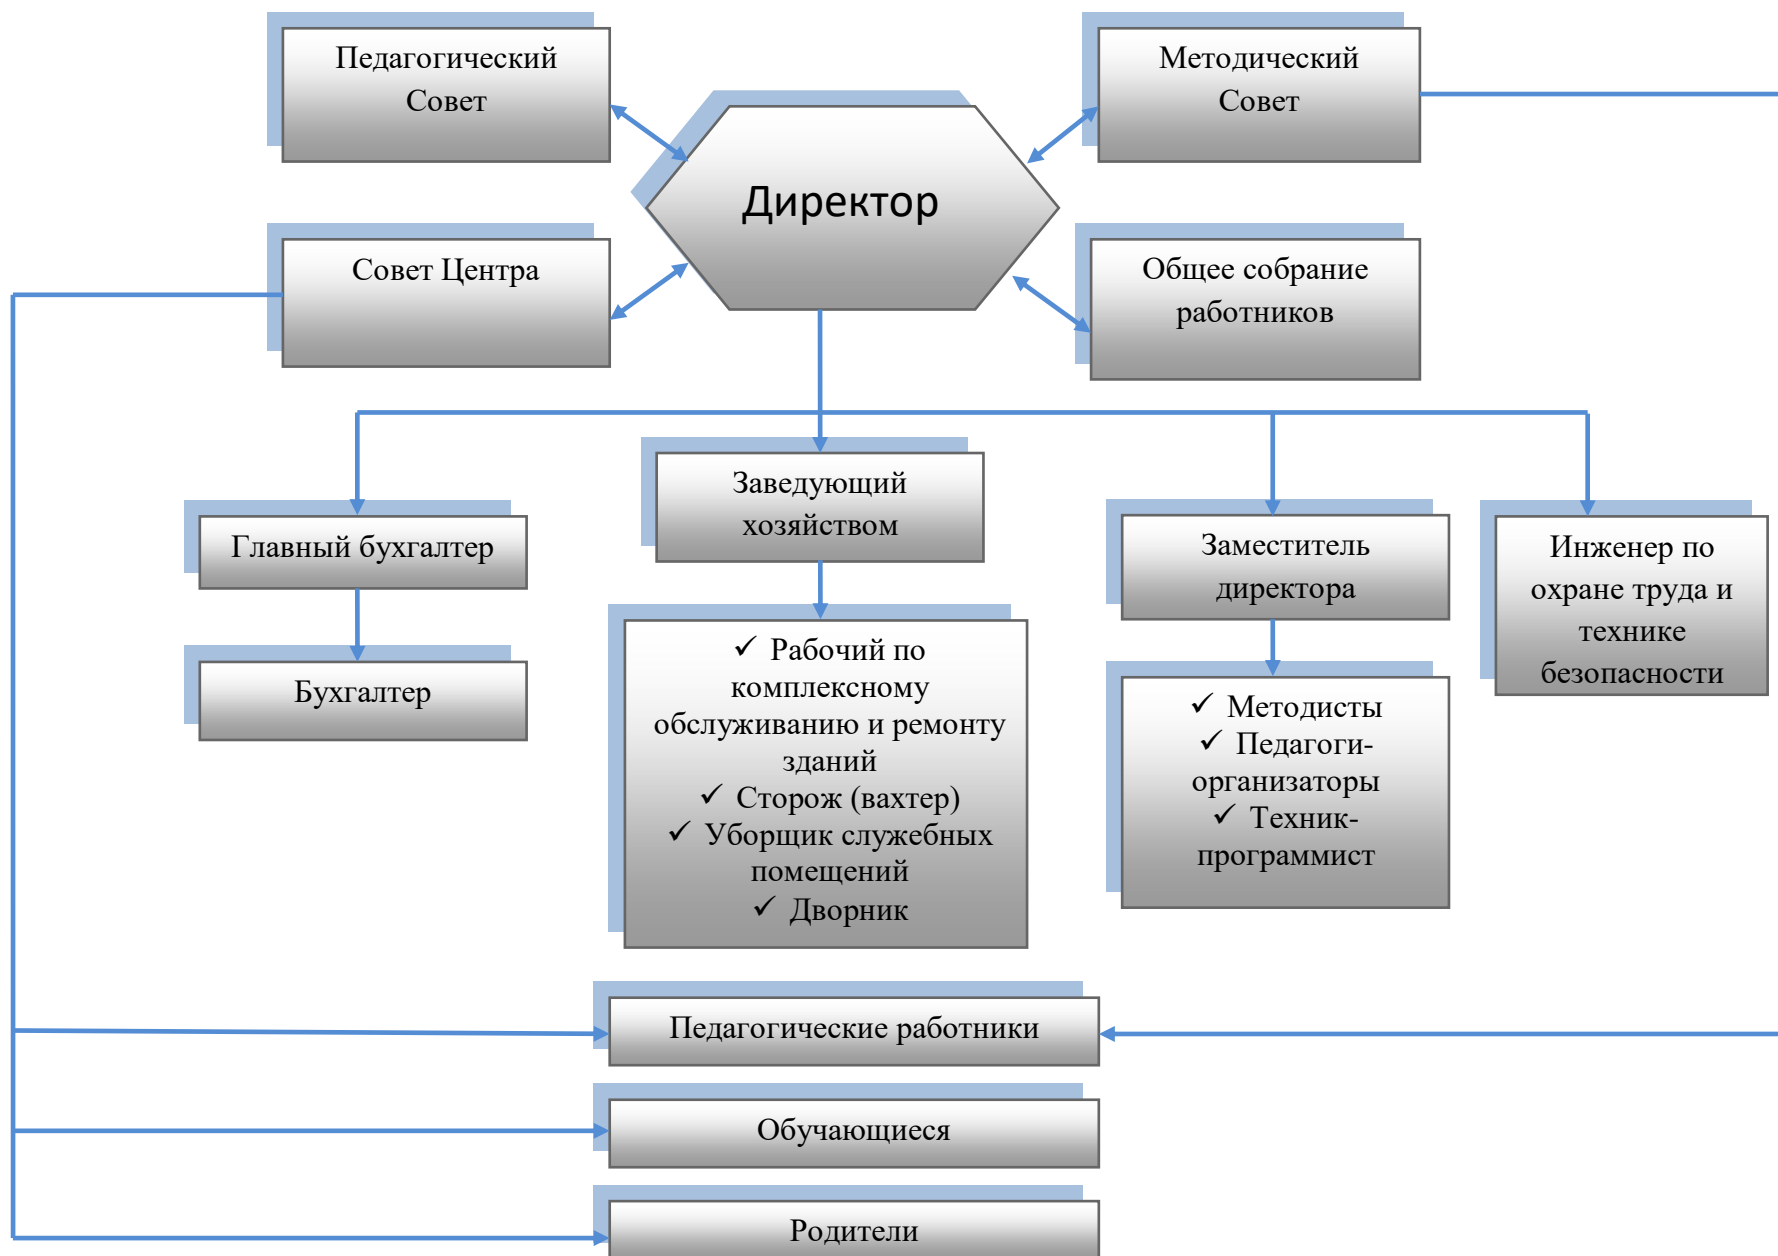 Педагогический
Совет
Методический
Совет
Директор
Совет Центра
Общее собрание
работников
Главный бухгалтер
Заведующий
хозяйством
Заместитель
директора
Инженер по
охране труда и
технике
безопасности
Бухгалтер
✓ Рабочий по
комплексному
обслуживанию и ремонту
зданий
✓ Сторож (вахтер)
✓ Уборщик служебных
помещений
✓ Дворник
✓ Методисты
✓ Педагоги-
организаторы
✓ Техник-
программист
Педагогические работники
Обучающиеся
Родители